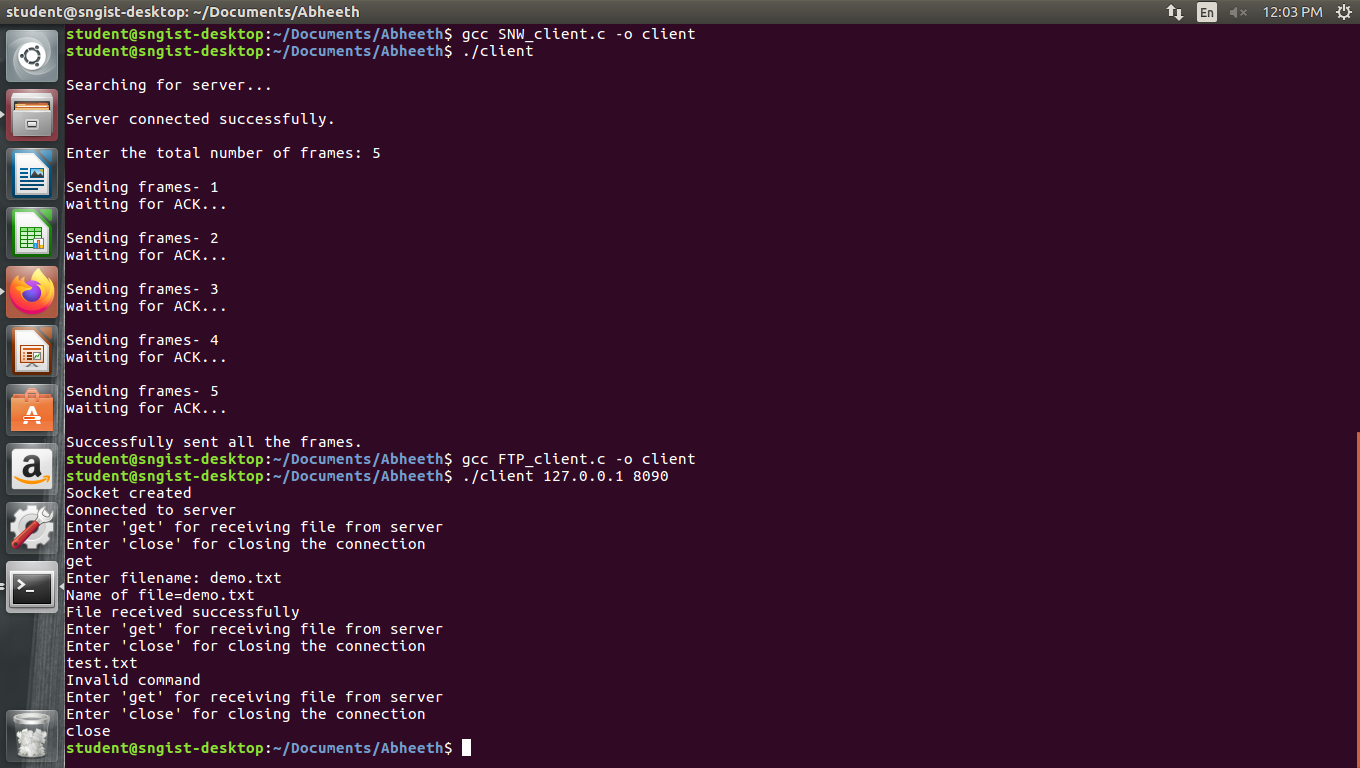 student@sngist-desktop: ~/Documents/Abheeth
En
12:03 PM
student@sngist-desktop:~/Documents/Abheeth$ gcc SNW_client.c -o client
student@sngist-desktop:~/Documents/Abheeth$ ./client
Searching for server...
Server connected successfully.
Enter the total number of frames: 5
Sending frames- 1
waiting for ACK...
Sending frames- 2
waiting for ACK...
Sending frames- 3
waiting for ACK...
Sending frames- 4
waiting for ACK...
Sending frames- 5
waiting for ACK...
Successfully sent all the frames.
student@sngist-desktop:~/Documents/Abheeth$ gcc FTP_client.c -o client
student@sngist-desktop:~/Documents/Abheeth$ ./client 127.0.0.1 8090
Socket created
Connected to server
Enter 'get' for receiving file from server
Enter 'close' for closing the connection
get
Enter filename: demo.txt
Name of file=demo.txt
File received successfully
Enter 'get' for receiving file from server
Enter 'close' for closing the connection
test.txt
Invalid command
Enter 'get' for receiving file from server
Enter 'close' for closing the connection
close
student@sngist-desktop:~/Documents/Abheeth$